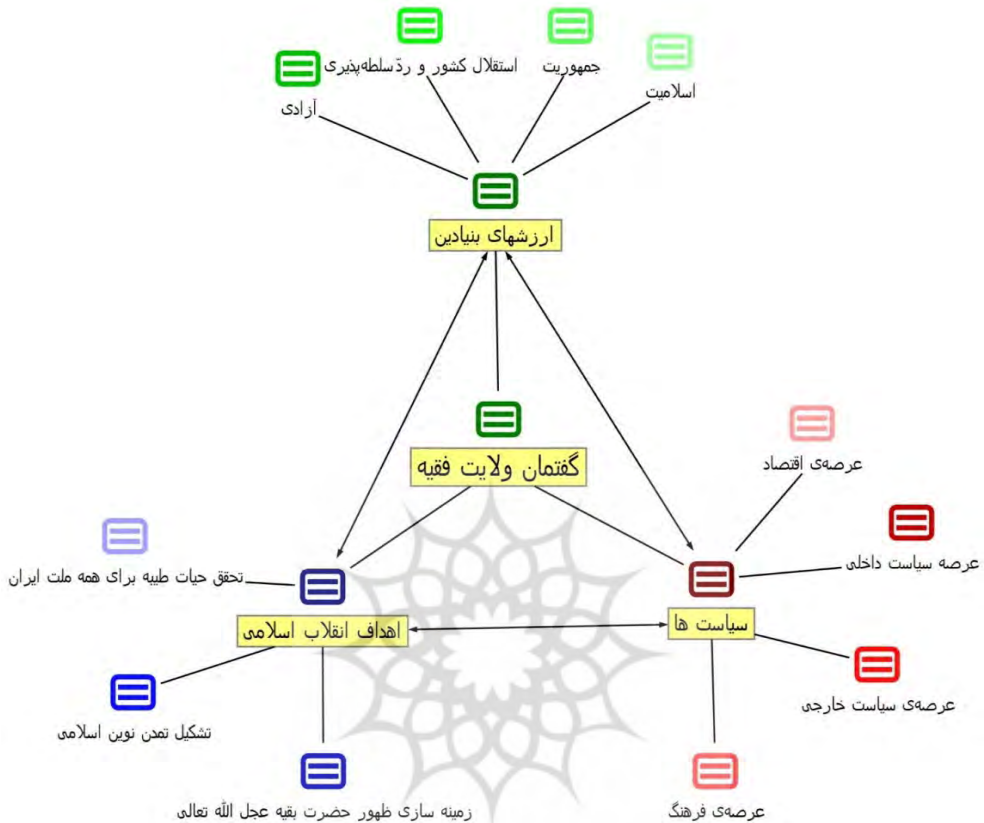 استقلال کشور و ردّ سلطه‌پذیری
جمهوریت
اسلامیت
آزادی
ارزشهای بنیادین
گفتمان ولایت فقیه
عرصه‌ی اقتصاد
عرصه سیاست داخلی
تحقق حیات طیبه برای همه ملت ایران
سیاست ها
اهداف انقلاب اسلامی
عرصه‌ی سیاست خارجی
تشکیل تمدن نوین اسلامی
عرصه‌ی فرهنگ
زمینه سازی ظهور حضرت بقیه عجل الله تعالی